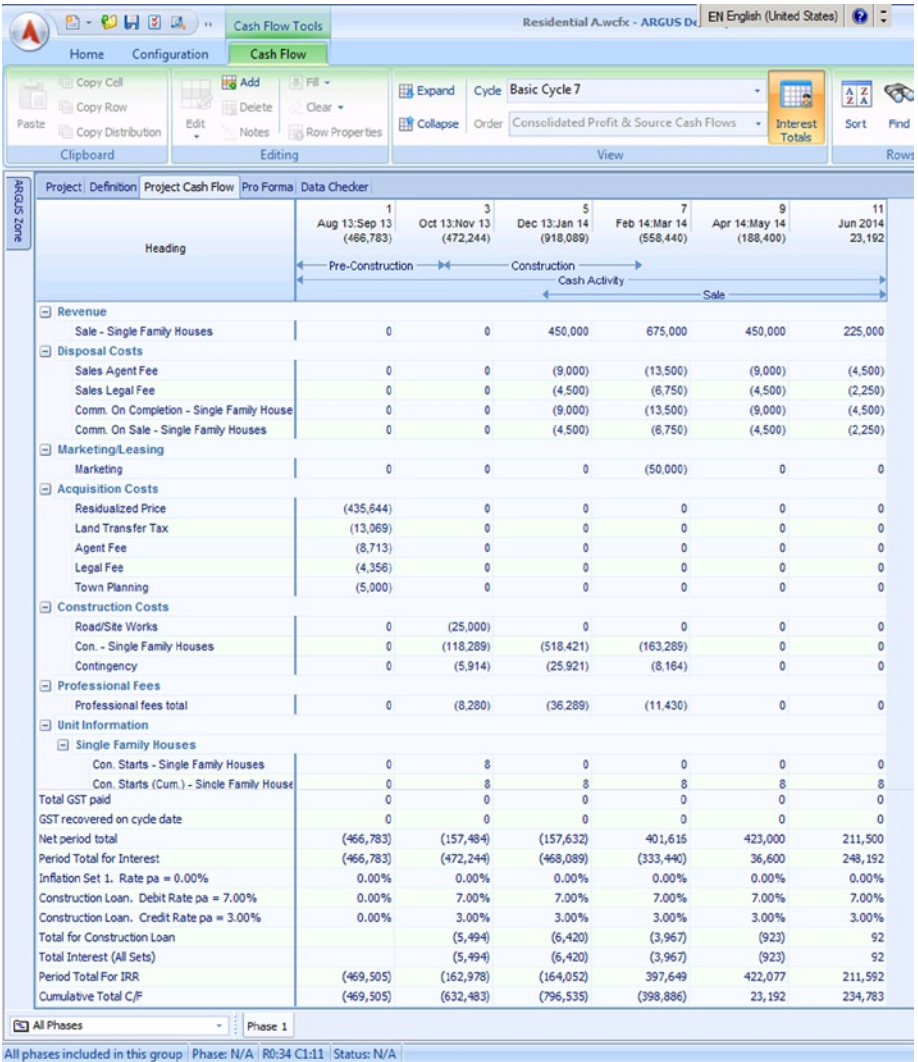 Cash Flow Tools
Residential A.wcfx - ARGUS De
EN English (United States)
Home Configuration Cash Flow
Paste
Copy Cell
Copy Row
Copy Distribution
Clipboard
Edit
Add
Delete
Notes
Fill
Clear
Row Properties
Editing
Expand
Collapse
Cycle Basic Cycle 7
Order Consolidated Profit & Source Cash Flows
Interest Totals
View
Sort Find
Rows
ARGUS Zone
Project Definition Project Cash Flow Pro Forma Data Checker
Heading
1 3 5 7 9 11
Aug 13:Sep 13 Oct 13:Nov 13 Dec 13:Jan 14 Feb 14:Mar 14 Apr 14:May 14 Jun 2014
(466,783) (472,244) (918,089) (558,440) (188,400) 23,192
Pre-Construction Construction
Cash Activity
Sale
Revenue
Sale - Single Family Houses 0 0 450,000 675,000 450,000 225,000
Disposal Costs
Sales Agent Fee 0 0 (9,000) (13,500) (9,000) (4,500)
Sales Legal Fee 0 0 (4,500) (6,750) (4,500) (2,250)
Comm. On Completion - Single Family House 0 0 (9,000) (13,500) (9,000) (4,500)
Comm. On Sale - Single Family Houses 0 0 (4,500) (6,750) (4,500) (2,250)
Marketing/Leasing
Marketing 0 0 0 (50,000) 0 0
Acquisition Costs
Residualized Price (435,644) 0 0 0 0 0
Land Transfer Tax (13,069) 0 0 0 0 0
Agent Fee (8,713) 0 0 0 0 0
Legal Fee (4,356) 0 0 0 0 0
Town Planning (5,000) 0 0 0 0 0
Construction Costs
Road/Site Works 0 (25,000) 0 0 0 0
Con. - Single Family Houses 0 (118,289) (518,421) (163,289) 0 0
Contingency 0 (5,914) (25,921) (8,164) 0 0
Professional Fees
Professional fees total 0 (8,280) (36,289) (11,430) 0 0
Unit Information
Single Family Houses
Con. Starts - Single Family Houses 0 8 0 0 0 0
Con. Starts (Cum.) - Single Family House 0 8 8 8 8 8
Total GST paid 0 0 0 0 0 0
GST recovered on cycle date 0 0 0 0 0 0
Net period total (466,783) (157,484) (157,632) 401,616 423,000 211,500
Period Total for Interest (466,783) (472,244) (468,089) (333,440) 36,600 248,192
Inflation Set 1. Rate pa = 0.00% 0.00% 0.00% 0.00% 0.00% 0.00% 0.00%
Construction Loan. Debit Rate pa = 7.00% 0.00% 7.00% 7.00% 7.00% 7.00% 7.00%
Construction Loan. Credit Rate pa = 3.00% 0.00% 3.00% 3.00% 3.00% 3.00% 3.00%
Total for Construction Loan (5,494) (6,420) (3,967) (923) 92
Total Interest (All Sets) (5,494) (6,420) (3,967) (923) 92
Period Total For IRR (469,505) (162,978) (164,052) 397,649 422,077 211,592
Cumulative Total C/F (469,505) (632,483) (796,535) (398,886) 23,192 234,783
All Phases Phase 1
All phases included in this group Phase: N/A R0:34 C1:11 Status: N/A